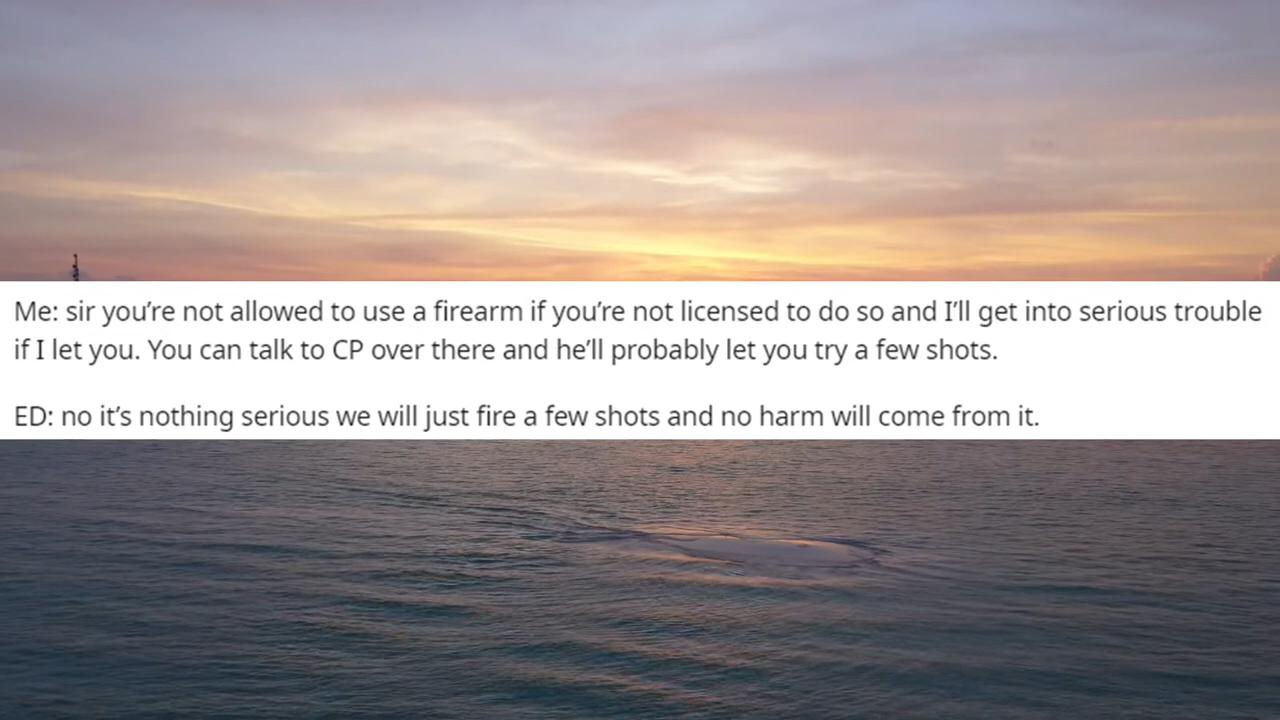 Me: sir you’re not allowed to use a firearm if you’re not licensed to do so and I’ll get into serious trouble
if I let you. You can talk to CP over there and he’ll probably let you try a few shots.
ED: no it’s nothing serious we will just fire a few shots and no harm will come from it.